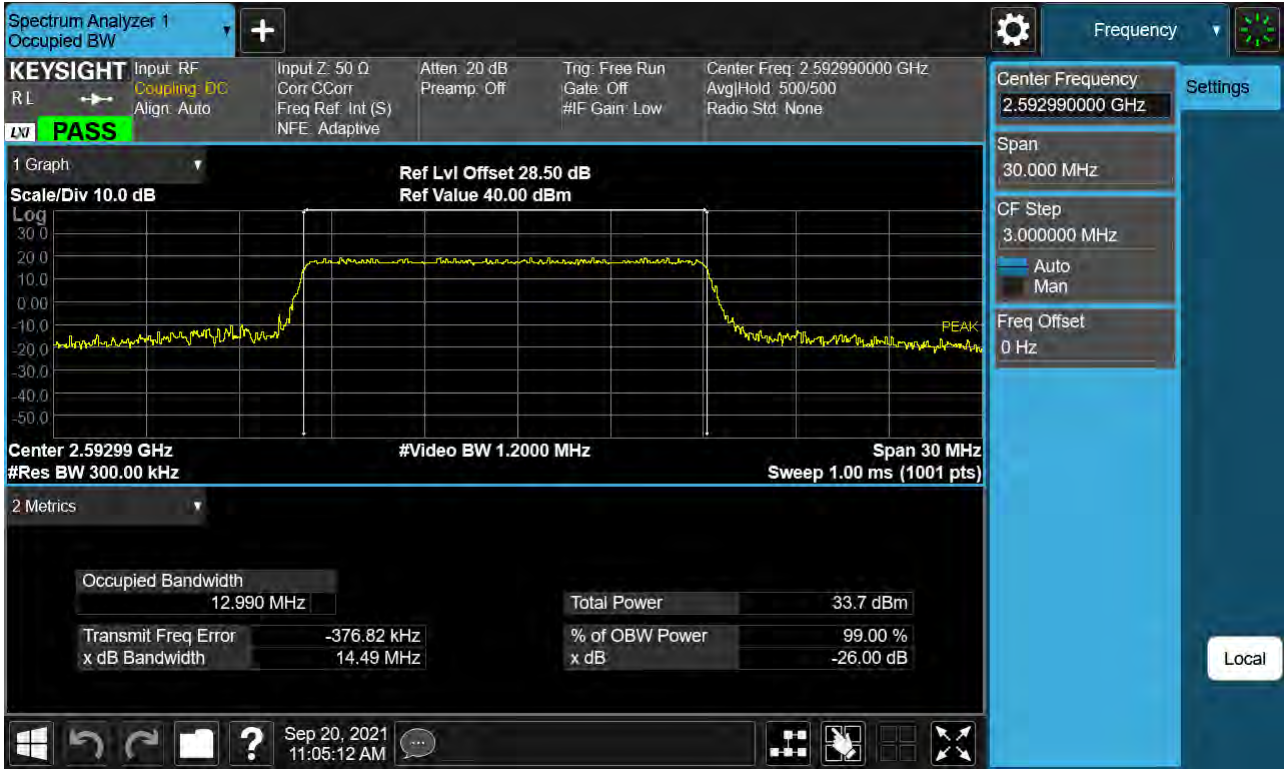 Spectrum Analyzer 1
Occupied BW
+
Frequency
KEYSIGHT
RL
LXI PASS
Input: RF
Coupling: DC
Align: Auto
Input Z: 50 Ω
Corr CCorr
Freq Ref: Int (S)
NFE: Adaptive
Atten: 20 dB
Preamp: Off
Trig: Free Run
Gate: Off
#IF Gain: Low
Center Freq: 2.592990000 GHz
Avg|Hold: 500/500
Radio Std: None
1 Graph
Scale/Div 10.0 dB
Ref Lvl Offset 28.50 dB
Ref Value 40.00 dBm
Log
30.0
20.0
10.0
0.00
-10.0
-20.0
-30.0
-40.0
-50.0
PEAK
Center 2.59299 GHz
#Video BW 1.2000 MHz
Span 30 MHz
#Res BW 300.00 kHz
Sweep 1.00 ms (1001 pts)
2 Metrics
Occupied Bandwidth
12.990 MHz
Total Power 33.7 dBm
Transmit Freq Error -376.82 kHz
% of OBW Power 99.00 %
x dB Bandwidth 14.49 MHz
x dB -26.00 dB
?
Sep 20, 2021
11:05:12 AM
Center Frequency
2.592990000 GHz
Settings
Span
30.000 MHz
CF Step
3.000000 MHz
Auto
Man
Freq Offset
0 Hz
Local